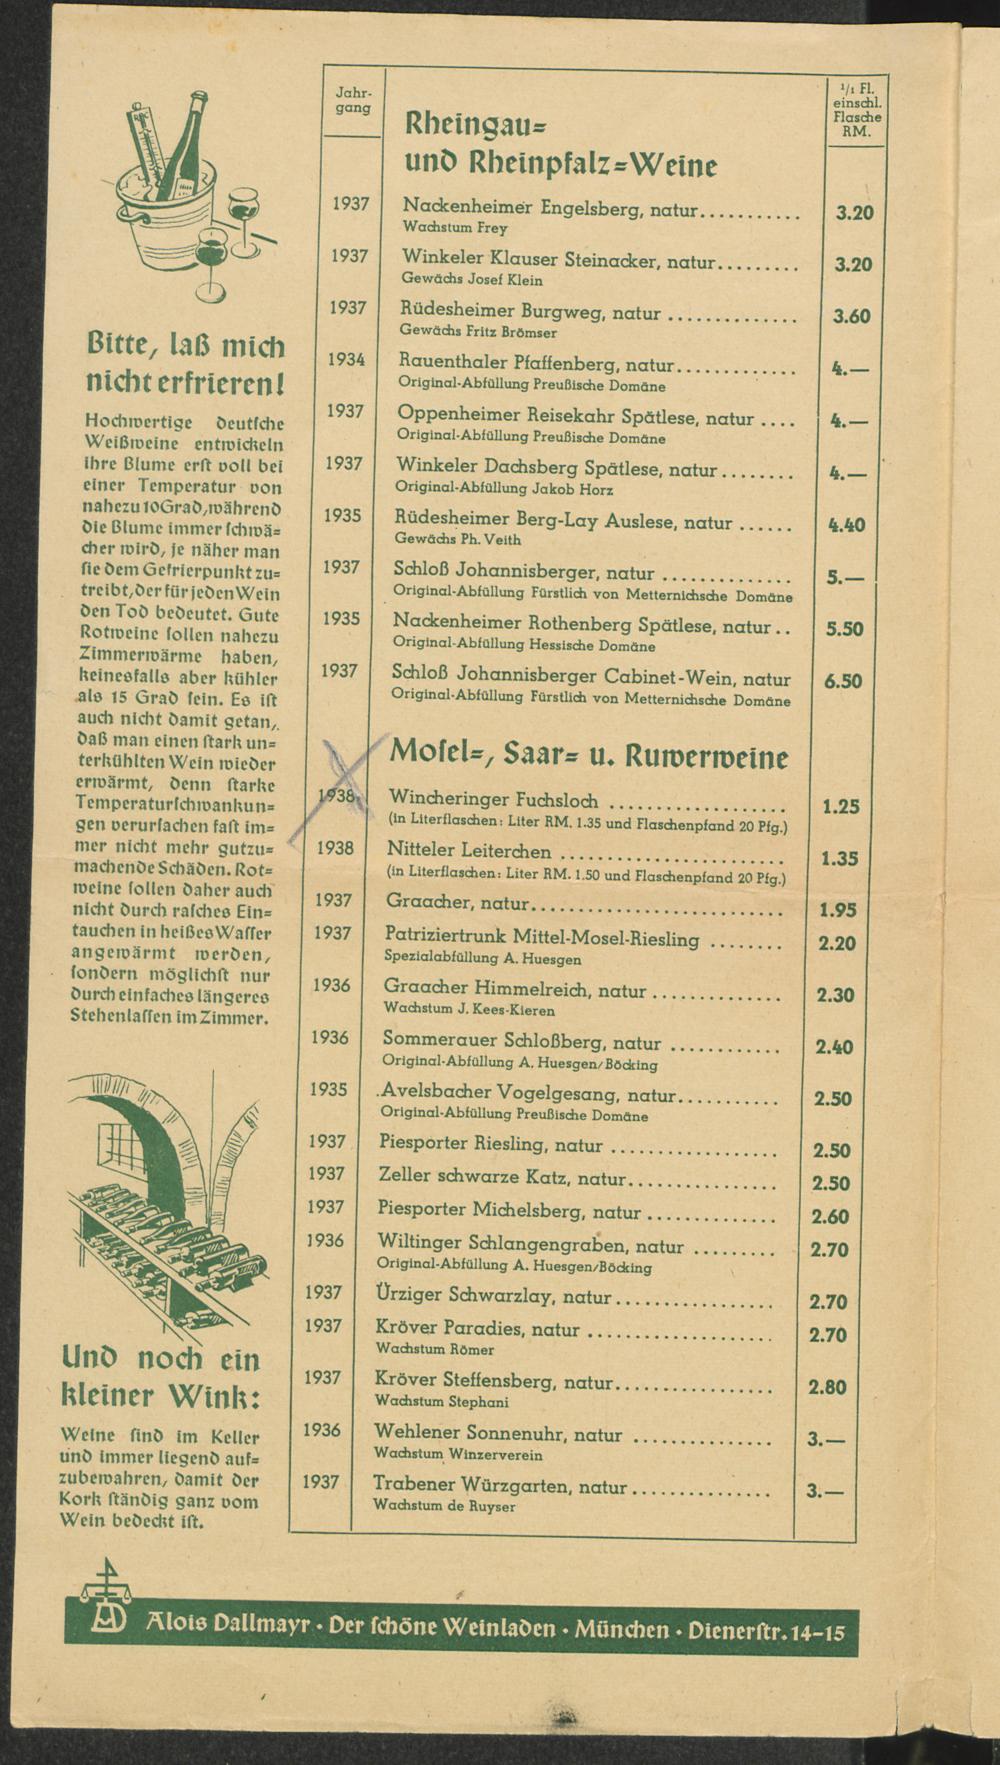 Bitte, laß mich
nicht erfrieren!
Hochwertige deutsche
Weißweine entwickeln
ihre Blume erst voll bei
einer Temperatur von
nahezu 10 Grad, während
die Blume immer schwä=
cher wird, je näher man
sie dem Gefrierpunkt zu=
treibt, der für jeden Wein
den Tod bedeutet. Gute
Rotweine sollen nahezu
Zimmerwärme haben,
keinesfalls aber kühler
als 15 Grad sein. Es ist
auch nicht damit getan,
daß man einen stark un=
terkühlten Wein wieder
erwärmt, denn starke
Temperaturschwankun=
gen verursachen fast im=
mer nicht mehr gutzu=
machende Schäden. Rot=
weine sollen daher auch
nicht durch rasches Ein=
tauchen in heißes Wasser
angewärmt werden,
sondern möglichst nur
durch einfaches längeres
Stehenlassen im Zimmer.
Und noch ein
kleiner Wink:
Weine sind im Keller
und immer liegend auf=
zubewahren, damit der
Kork ständig ganz vom
Wein bedeckt ist.
Jahr-
gang
1/1 Fl.
einschl.
Flasche
RM.
Rheingau=
und Rheinpfalz=Weine
1937 Nackenheimer Engelsberg, natur........... 3.20
Wachstum Frey
1937 Winkeler Klauser Steinacker, natur......... 3.20
Gewächs Josef Klein
1937 Rüdesheimer Burgweg, natur .............. 3.60
Gewächs Fritz Brömser
1934 Rauenthaler Pfaffenberg, natur............. 4.—
Original-Abfüllung Preußische Domäne
1937 Oppenheimer Reisekahr Spätlese, natur .... 4.—
Original-Abfüllung Preußische Domäne
1937 Winkeler Dachsberg Spätlese, natur ........ 4.—
Original-Abfüllung Jakob Horz
1935 Rüdesheimer Berg-Lay Auslese, natur ...... 4.40
Gewächs Ph. Veith
1937 Schloß Johannisberger, natur .............. 5.—
Original-Abfüllung Fürstlich von Metternichsche Domäne
1935 Nackenheimer Rothenberg Spätlese, natur .. 5.50
Original-Abfüllung Hessische Domäne
1937 Schloß Johannisberger Cabinet-Wein, natur 6.50
Original-Abfüllung Fürstlich von Metternichsche Domäne
Mosel=, Saar= u. Ruwerweine
1938 Wincheringer Fuchsloch ................... 1.25
(in Literflaschen: Liter RM. 1.35 und Flaschenpfand 20 Pfg.)
1938 Nitteler Leiterchen ........................ 1.35
(in Literflaschen: Liter RM. 1.50 und Flaschenpfand 20 Pfg.)
1937 Graacher, natur........................... 1.95
1937 Patriziertrunk Mittel-Mosel-Riesling ........ 2.20
Spezialabfüllung A. Huesgen
1936 Graacher Himmelreich, natur .............. 2.30
Wachstum J. Kees-Kieren
1936 Sommerauer Schloßberg, natur ............ 2.40
Original-Abfüllung A. Huesgen/Böcking
1935 Avelsbacher Vogelgesang, natur........... 2.50
Original-Abfüllung Preußische Domäne
1937 Piesporter Riesling, natur .................. 2.50
1937 Zeller schwarze Katz, natur................ 2.50
1937 Piesporter Michelsberg, natur .............. 2.60
1936 Wiltinger Schlangengraben, natur ......... 2.70
Original-Abfüllung A. Huesgen/Böcking
1937 Ürziger Schwarzlay, natur................. 2.70
1937 Kröver Paradies, natur .................... 2.70
Wachstum Römer
1937 Kröver Steffensberg, natur................. 2.80
Wachstum Stephani
1936 Wehlener Sonnenuhr, natur ............... 3.—
Wachstum Winzerverein
1937 Trabener Würzgarten, natur............... 3.—
Wachstum de Ruyser
AD
Alois Dallmayr · Der schöne Weinladen · München · Dienerstr. 14–15